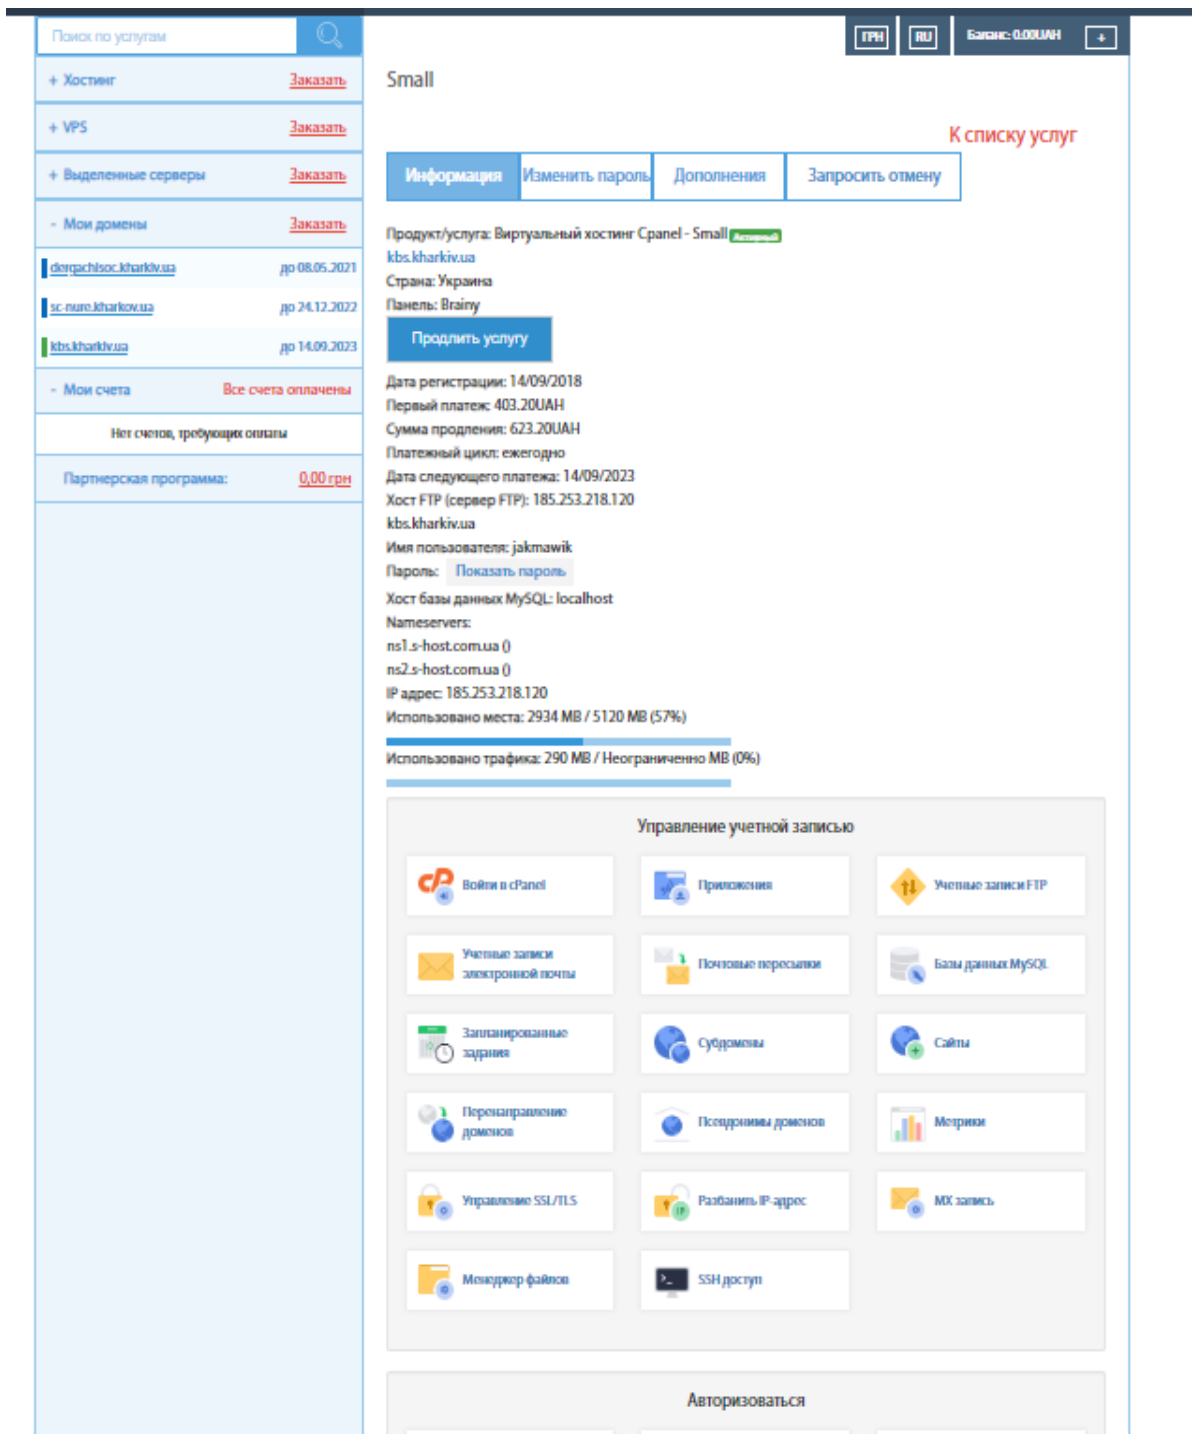 Поиск по услугам
ГРН RU Баланс: 0.00UAH +
+ Хостинг Заказать
+ VPS Заказать
+ Выделенные серверы Заказать
- Мои домены Заказать
dergachisoc.kharkiv.ua до 08.05.2021
sc-nure.kharkov.ua до 24.12.2022
kbs.kharkiv.ua до 14.09.2023
- Мои счета Все счета оплачены
Нет счетов, требующих оплаты
Партнерская программа: 0,00 грн
Small
К списку услуг
Информация Изменить пароль Дополнения Запросить отмену
Продукт/услуга: Виртуальный хостинг Cpanel - Small Активный
kbs.kharkiv.ua
Страна: Украина
Панель: Brainy
Продлить услугу
Дата регистрации: 14/09/2018
Первый платеж: 403.20UAH
Сумма продления: 623.20UAH
Платежный цикл: ежегодно
Дата следующего платежа: 14/09/2023
Хост FTP (сервер FTP): 185.253.218.120
kbs.kharkiv.ua
Имя пользователя: jakmawik
Пароль: Показать пароль
Хост базы данных MySQL: localhost
Nameservers:
ns1.s-host.com.ua ()
ns2.s-host.com.ua ()
IP адрес: 185.253.218.120
Использовано места: 2934 MB / 5120 MB (57%)
Использовано трафика: 290 MB / Неограниченно MB (0%)
Управление учетной записью
Войти в cPanel
Приложения
Учетные записи FTP
Учетные записи
электронной почты
Почтовые пересылки
Базы данных MySQL
Запланированные
задания
Субдомены
Сайты
Перенаправление
доменов
Псевдонимы доменов
Метрики
Управление SSL/TLS
Разбанить IP-адрес
MX запись
Менеджер файлов
SSH доступ
Авторизоваться